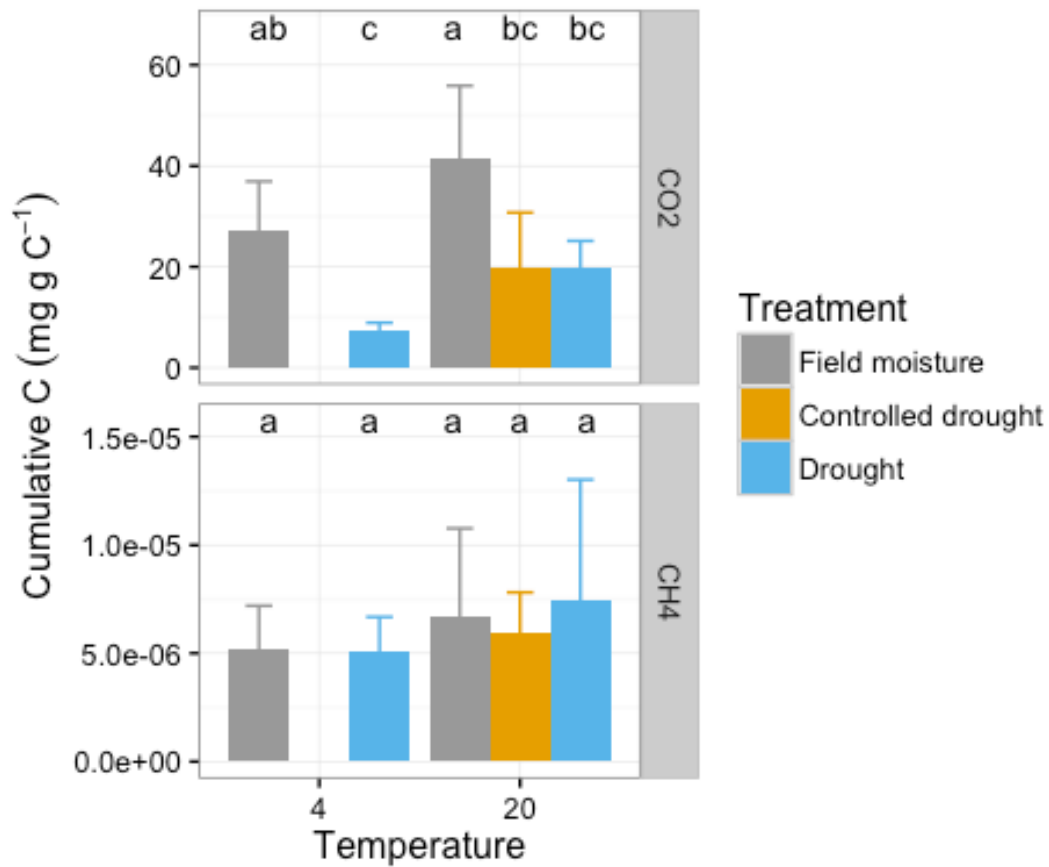 ab c a bc bc
60
40
20
0
CO2
a a a a a
1.5e-05
1.0e-05
5.0e-06
0.0e+00
CH4
4 20
Temperature
Cumulative C (mg g C⁻¹)
Treatment
Field moisture
Controlled drought
Drought